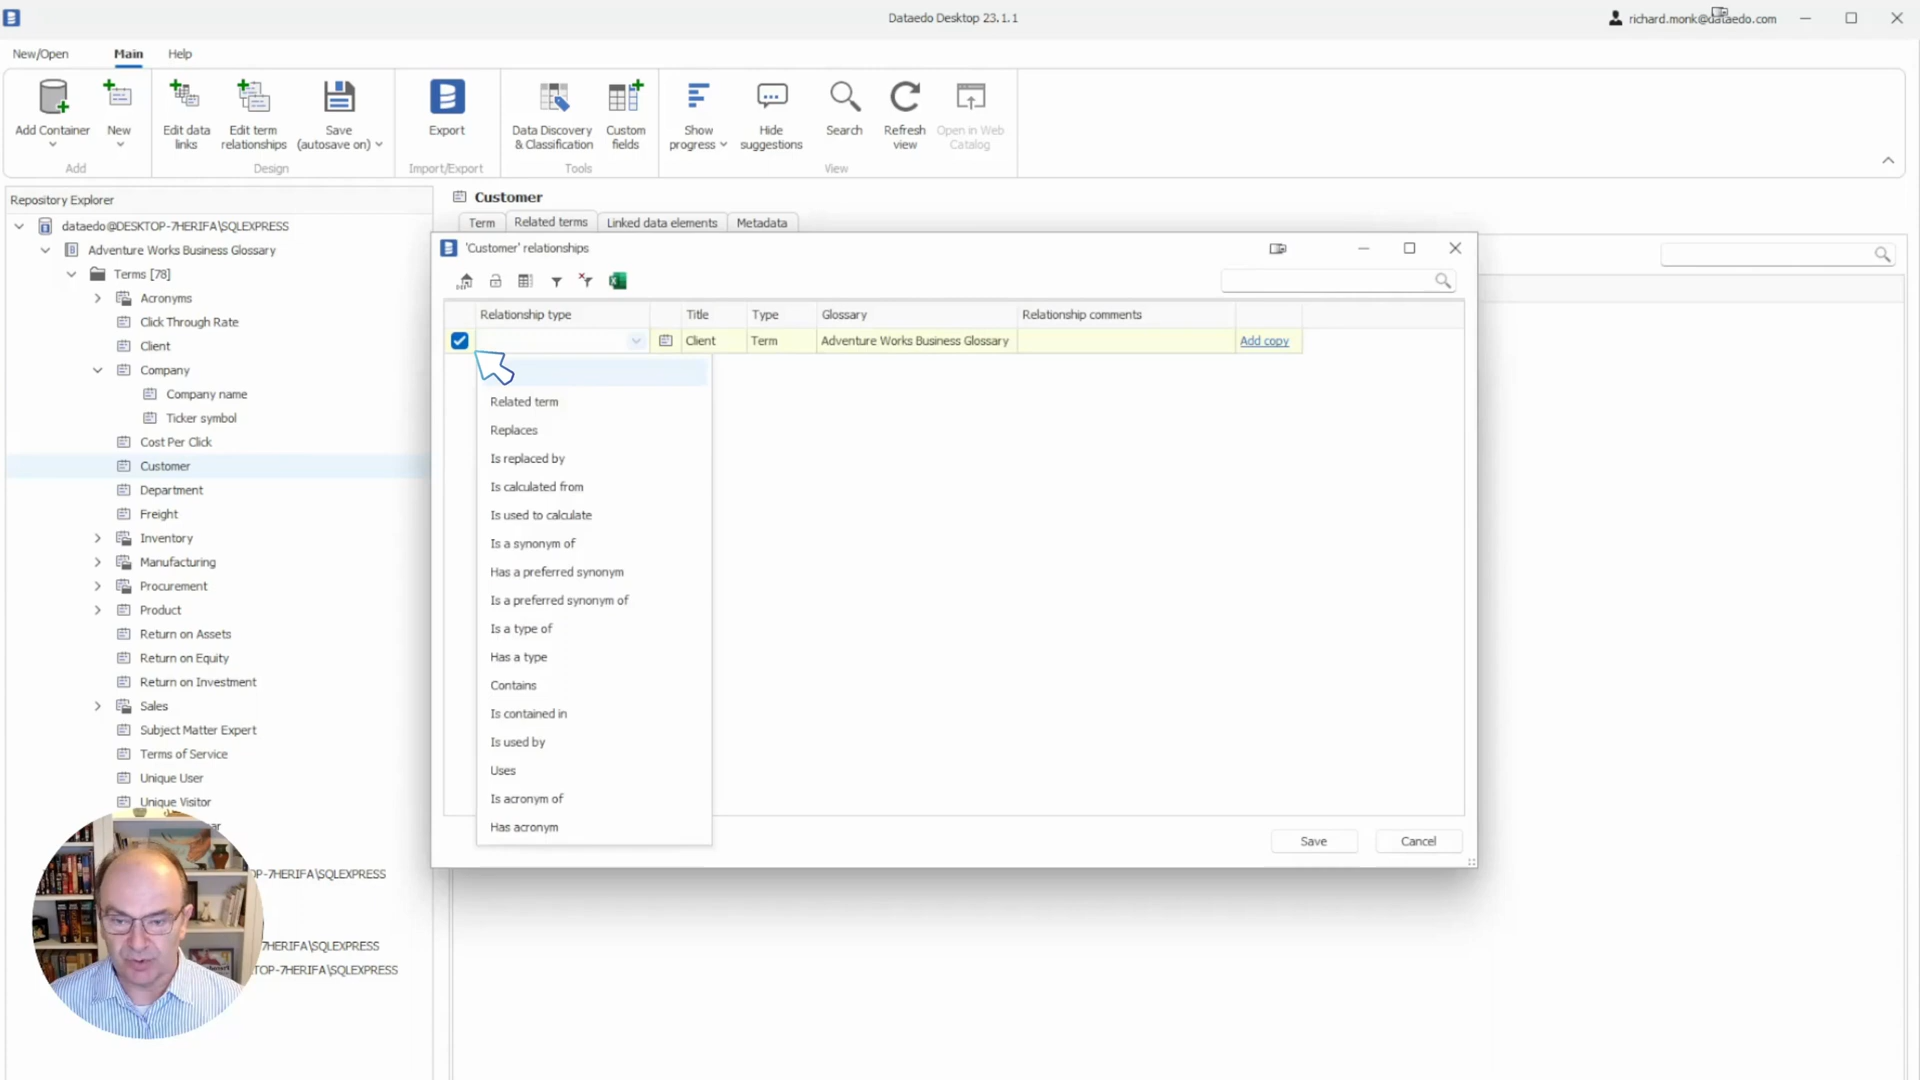 Dataedo Desktop 23.1.1
richard.monk@dataedo.com
New/Open
Main
Help
Add Container
New
Edit data links
Edit term relationships
Save (autosave on)
Export
Data Discovery & Classification
Custom fields
Show progress
Hide suggestions
Search
Refresh view
Open in Web Catalog
Add
Design
Import/Export
Tools
View
Repository Explorer
dataedo@DESKTOP-7HERIFA\SQLEXPRESS
Adventure Works Business Glossary
Terms [78]
Acronyms
Click Through Rate
Client
Company
Company name
Ticker symbol
Cost Per Click
Customer
Department
Freight
Inventory
Manufacturing
Procurement
Product
Return on Assets
Return on Equity
Return on Investment
Sales
Subject Matter Expert
Terms of Service
Unique User
Unique Visitor
OP-7HERIFA\SQLEXPRESS
7HERIFA\SQLEXPRESS
TOP-7HERIFA\SQLEXPRESS
Customer
Term
Related terms
Linked data elements
Metadata
'Customer' relationships
Relationship type
Title
Type
Glossary
Relationship comments
Client
Term
Adventure Works Business Glossary
Add copy
Related term
Replaces
Is replaced by
Is calculated from
Is used to calculate
Is a synonym of
Has a preferred synonym
Is a preferred synonym of
Is a type of
Has a type
Contains
Is contained in
Is used by
Uses
Is acronym of
Has acronym
Save
Cancel